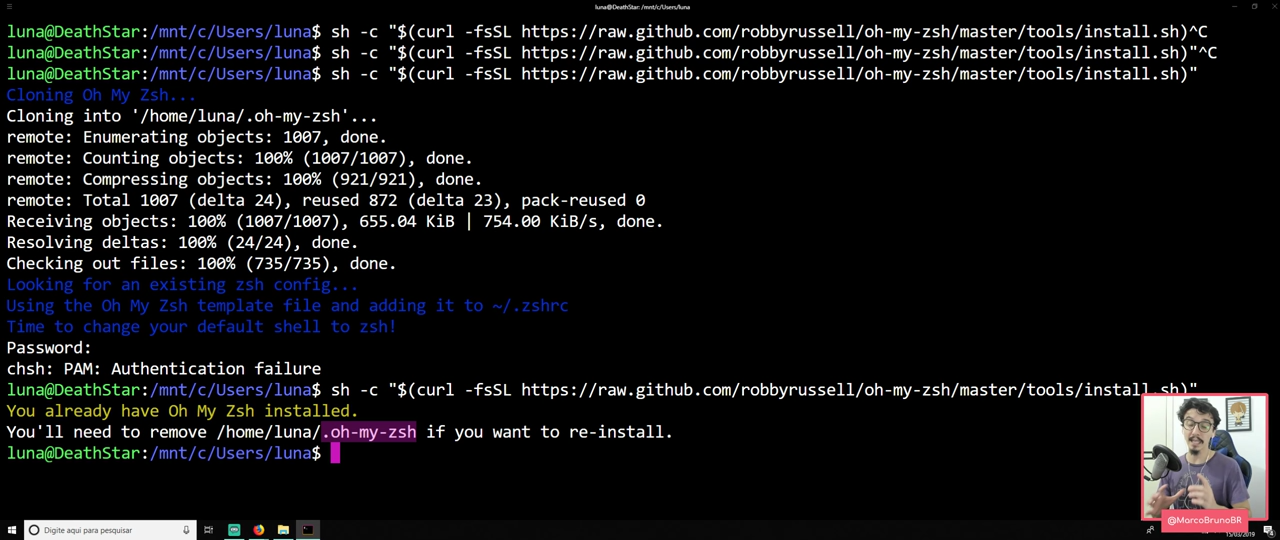 luna@DeathStar: /mnt/c/Users/luna
luna@DeathStar:/mnt/c/Users/luna$ sh -c "$(curl -fsSL https://raw.github.com/robbyrussell/oh-my-zsh/master/tools/install.sh)^C
luna@DeathStar:/mnt/c/Users/luna$ sh -c "$(curl -fsSL https://raw.github.com/robbyrussell/oh-my-zsh/master/tools/install.sh)"^C
luna@DeathStar:/mnt/c/Users/luna$ sh -c "$(curl -fsSL https://raw.github.com/robbyrussell/oh-my-zsh/master/tools/install.sh)"
Cloning Oh My Zsh...
Cloning into '/home/luna/.oh-my-zsh'...
remote: Enumerating objects: 1007, done.
remote: Counting objects: 100% (1007/1007), done.
remote: Compressing objects: 100% (921/921), done.
remote: Total 1007 (delta 24), reused 872 (delta 23), pack-reused 0
Receiving objects: 100% (1007/1007), 655.04 KiB | 754.00 KiB/s, done.
Resolving deltas: 100% (24/24), done.
Checking out files: 100% (735/735), done.
Looking for an existing zsh config...
Using the Oh My Zsh template file and adding it to ~/.zshrc
Time to change your default shell to zsh!
Password:
chsh: PAM: Authentication failure
luna@DeathStar:/mnt/c/Users/luna$ sh -c "$(curl -fsSL https://raw.github.com/robbyrussell/oh-my-zsh/master/tools/install.sh)"
You already have Oh My Zsh installed.
You'll need to remove /home/luna/.oh-my-zsh if you want to re-install.
luna@DeathStar:/mnt/c/Users/luna$
@MarcoBrunoBR
Digite aqui para pesquisar
15/03/2019